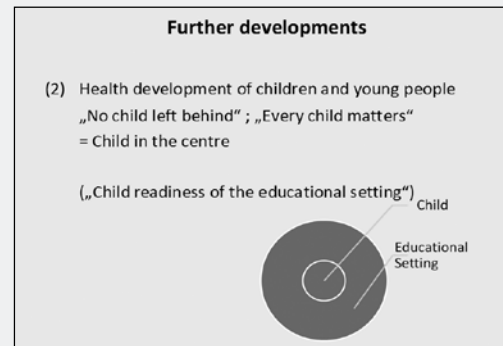 Further developments
(2) Health development of children and young people
„No child left behind“ ; „Every child matters“
= Child in the centre
(„Child readiness of the educational setting“)
Child
Educational
Setting